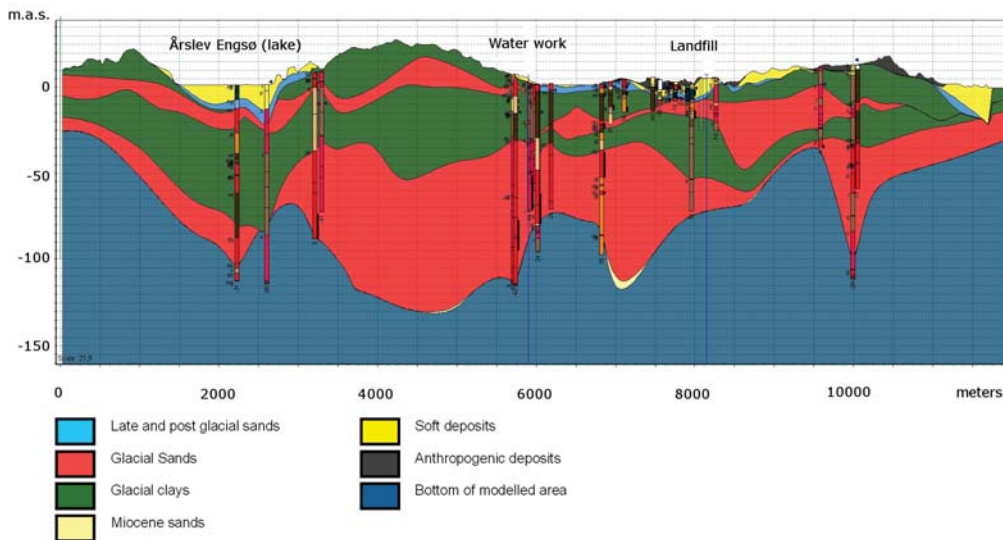 m.a.s.
Årslev Engsø (lake)
Water work
Landfill
0
-50
-100
-150
0
2000
4000
6000
8000
10000
meters
Late and post glacial sands
Glacial Sands
Glacial clays
Miocene sands
Soft deposits
Anthropogenic deposits
Bottom of modelled area